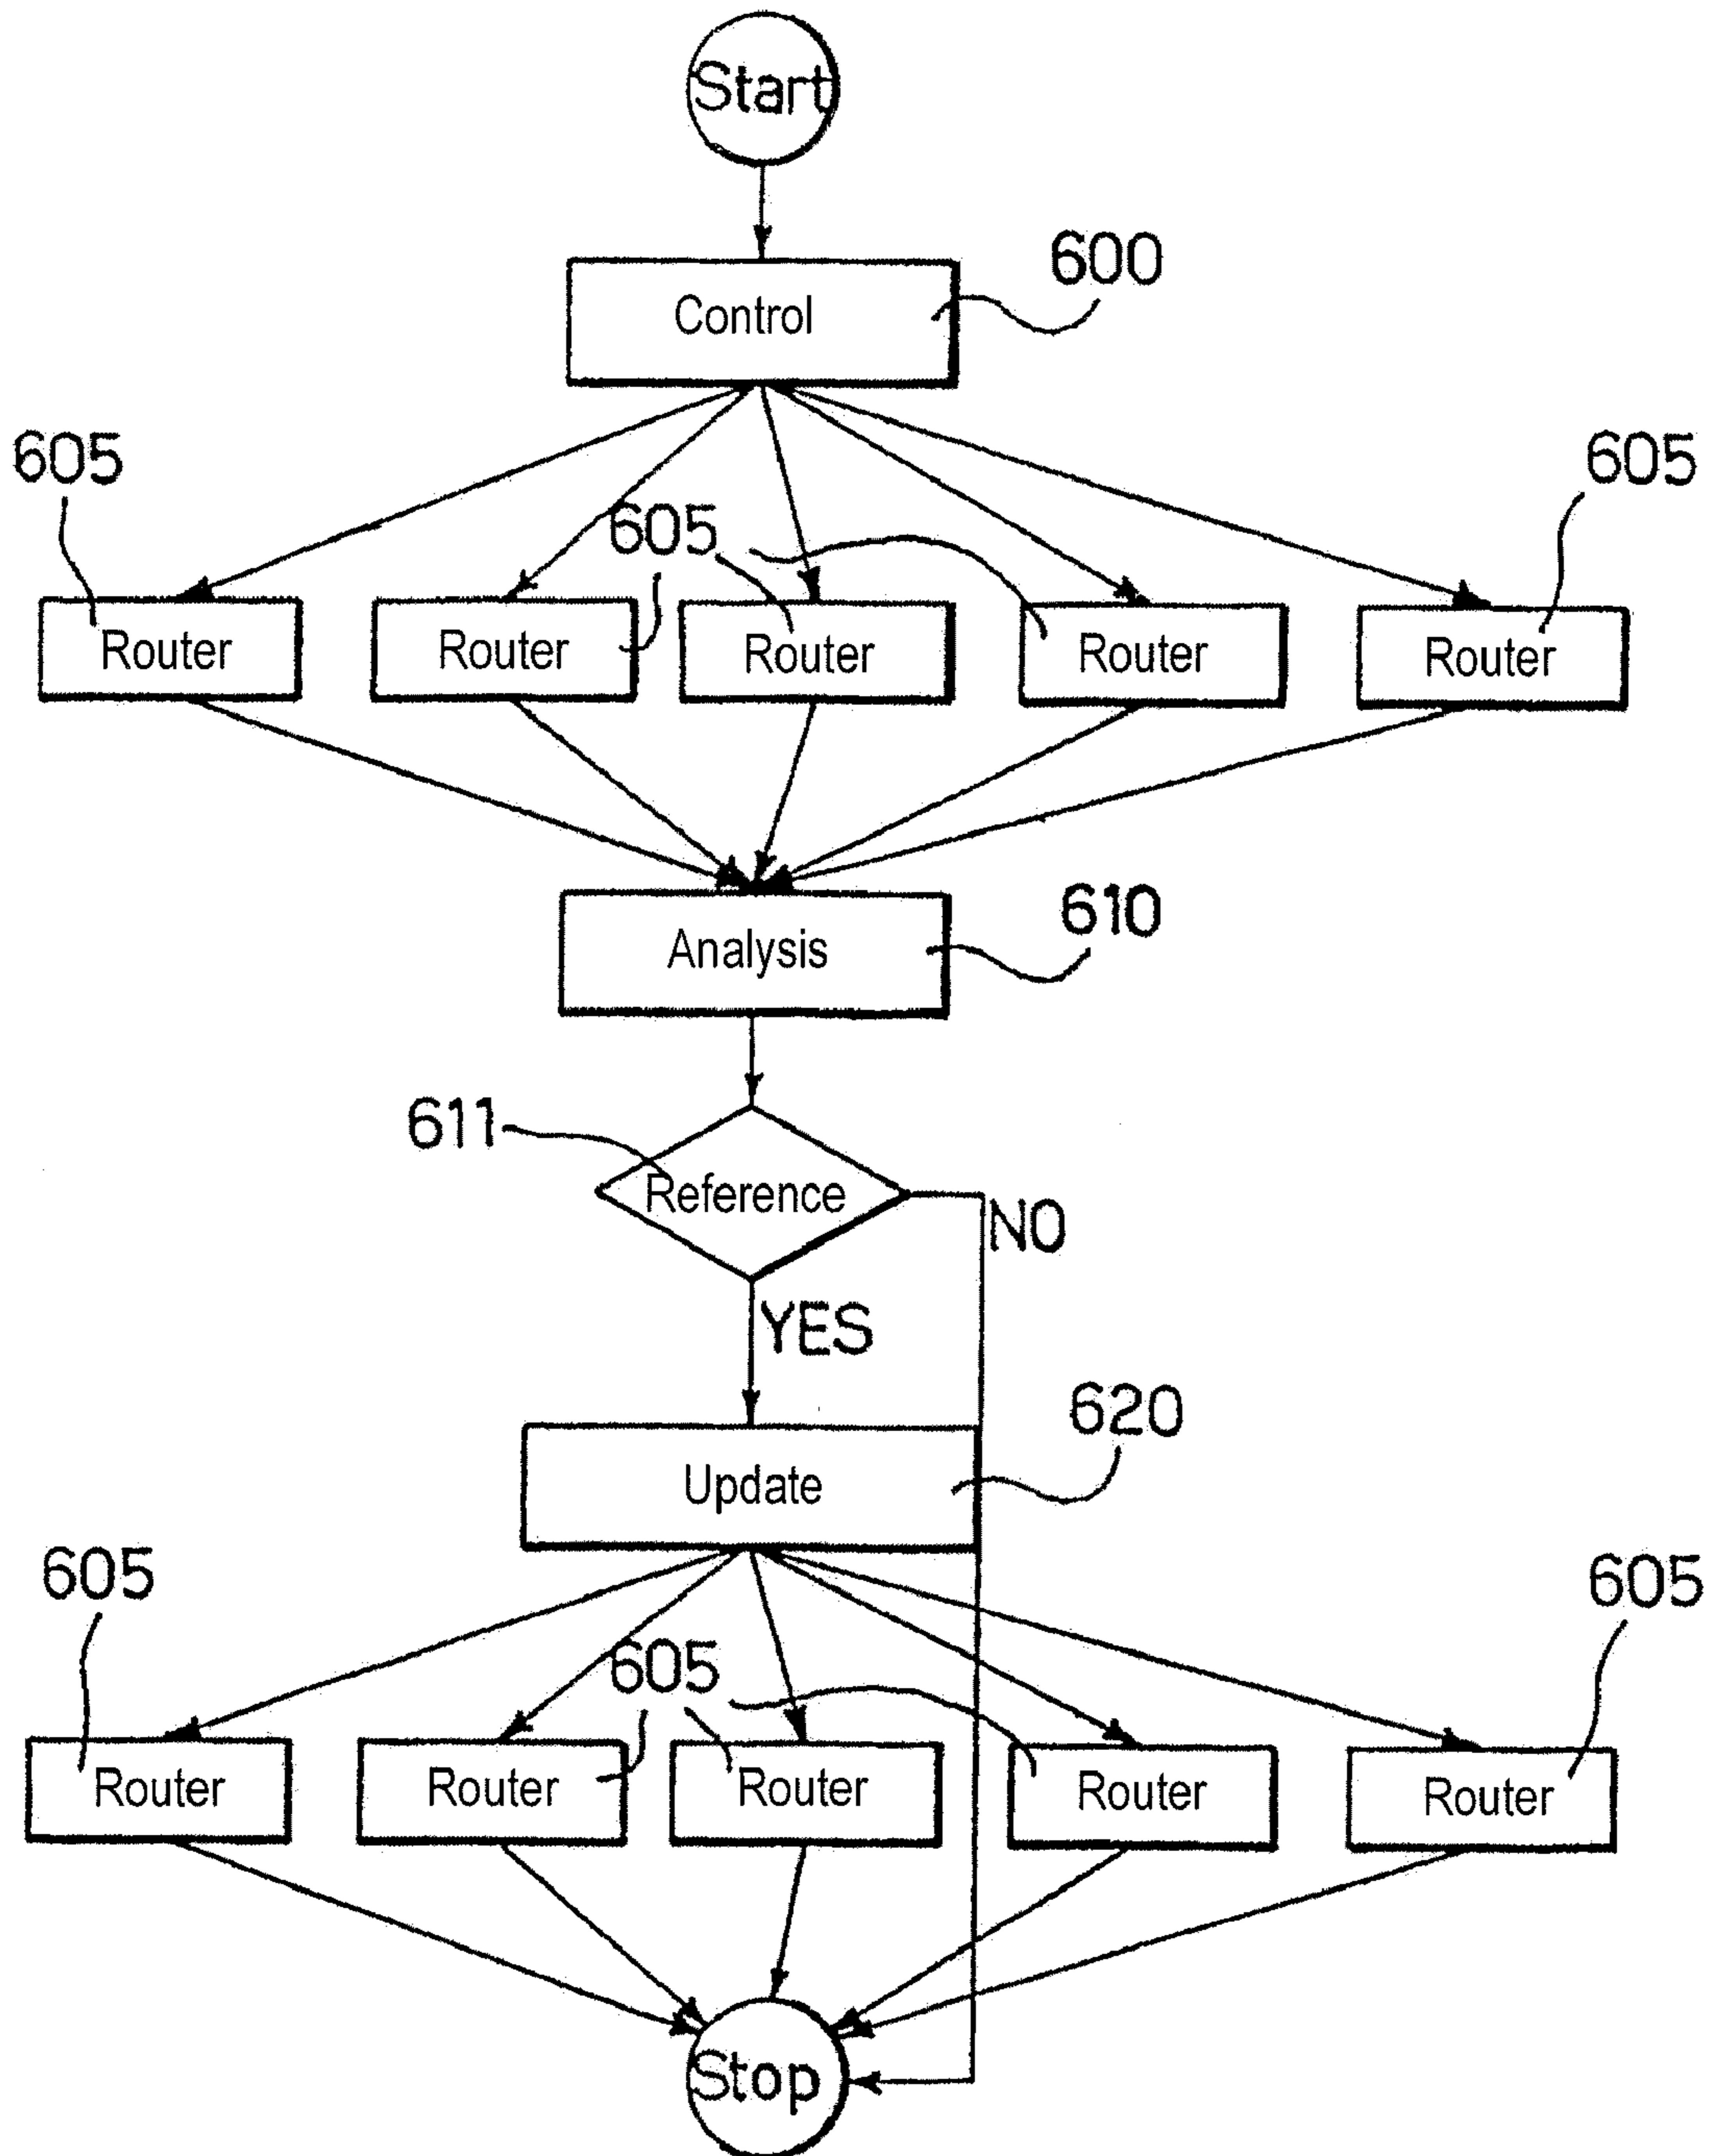 Start
600
Control
605
605
605
Router
Router
Router
Router
Router
610
Analysis
611
Reference
NO
YES
620
Update
605
605
605
Router
Router
Router
Router
Router
Stop